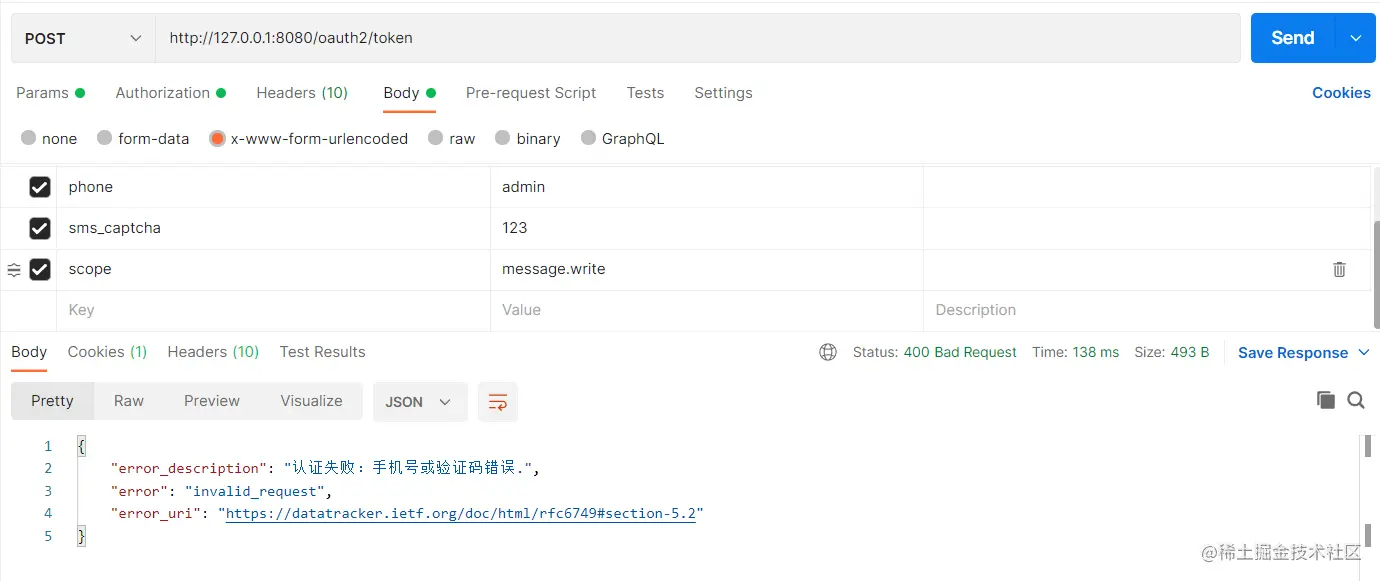 POST http://127.0.0.1:8080/oauth2/token Send
Params Authorization Headers (10) Body Pre-request Script Tests Settings Cookies
none form-data x-www-form-urlencoded raw binary GraphQL
phone admin
sms_captcha 123
scope message.write
Key Value Description
Body Cookies (1) Headers (10) Test Results Status: 400 Bad Request Time: 138 ms Size: 493 B Save Response
Pretty Raw Preview Visualize JSON
1 {
2 "error_description": "认证失败：手机号或验证码错误.",
3 "error": "invalid_request",
4 "error_uri": "https://datatracker.ietf.org/doc/html/rfc6749#section-5.2"
5 }
@稀土掘金技术社区